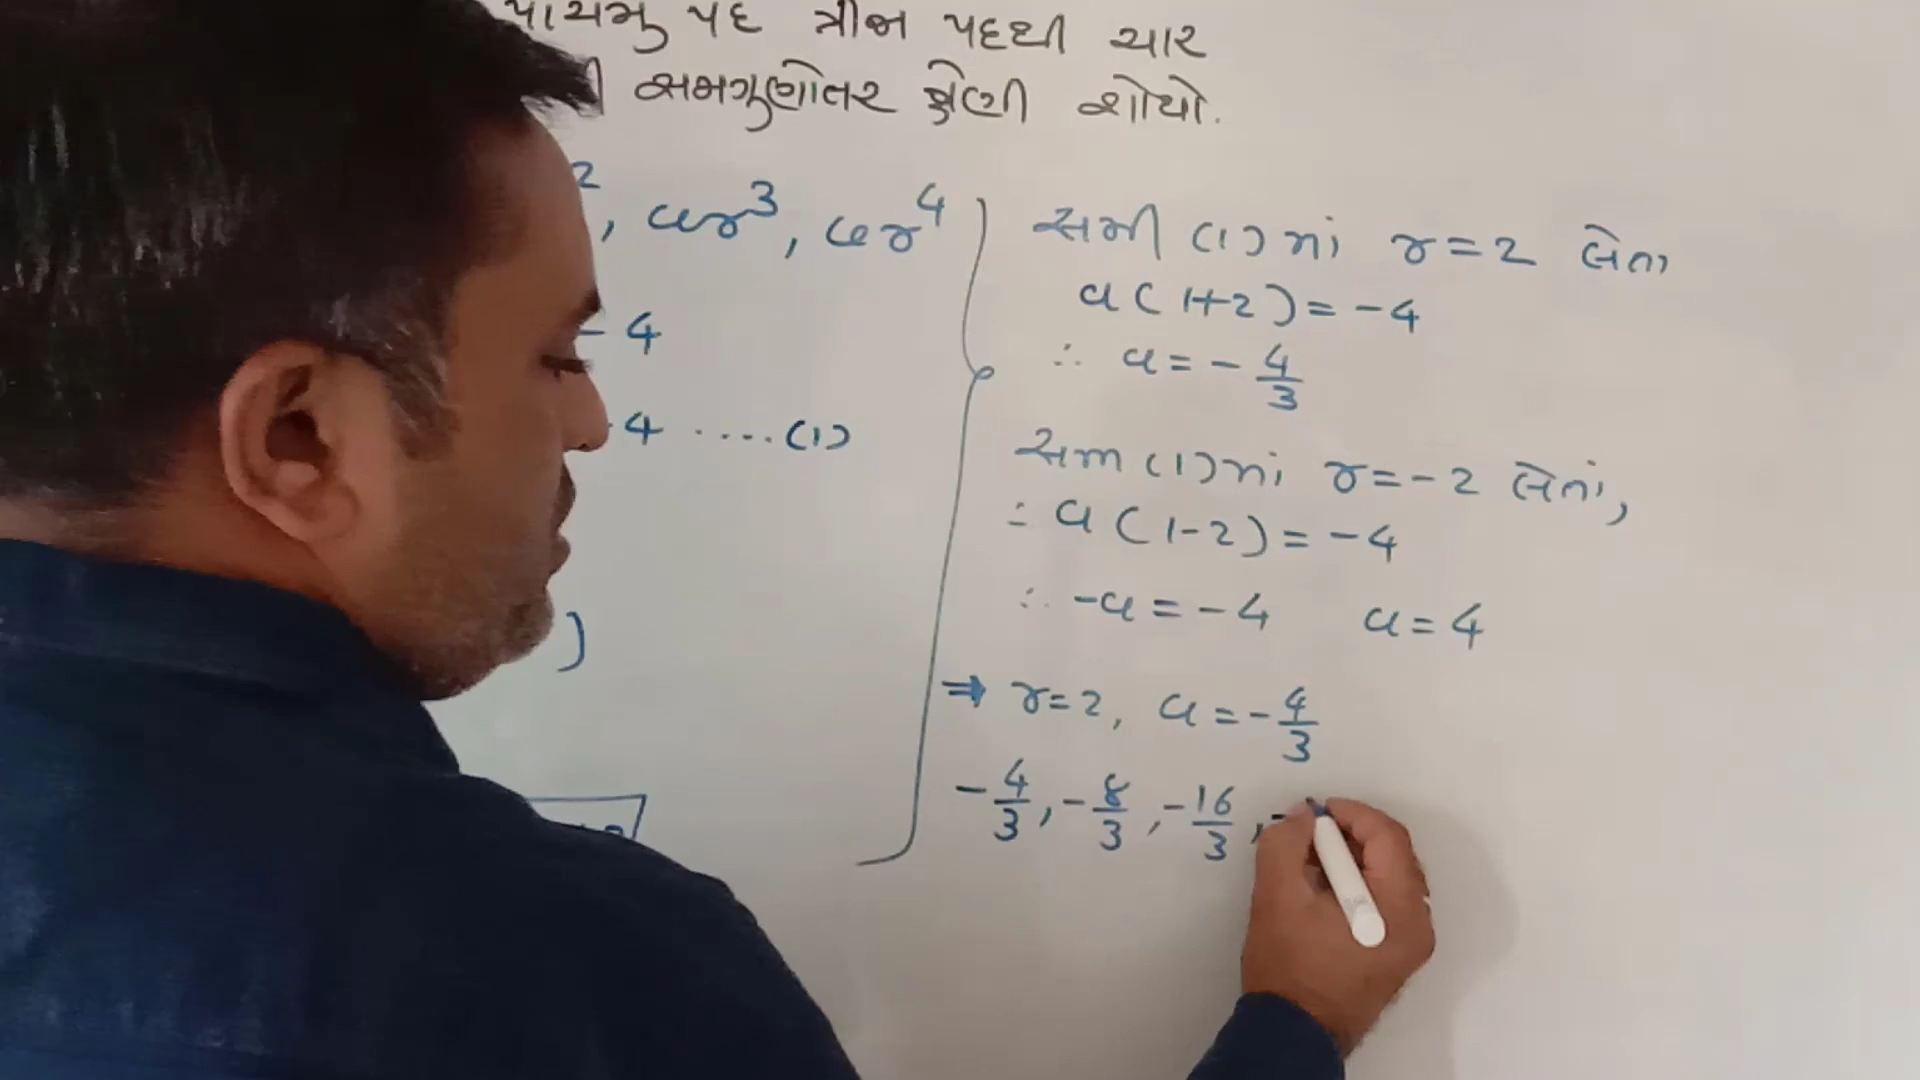 પાંચમુ પદ ત્રીજા પદથી ચાર
સમગુણોતર શ્રેણી શોધો.
2, ar³, ar⁴
- 4
4 ....(1)
)
સમી (1)માં r=2 લેતા
a(1+2)=-4
∴ a=-4/3
સમી (1)માં r=-2 લેતાં,
∴ a(1-2)=-4
∴ -a=-4 a=4
⇒ r=2, a=-4/3
-4/3, -8/3, -16/3, -